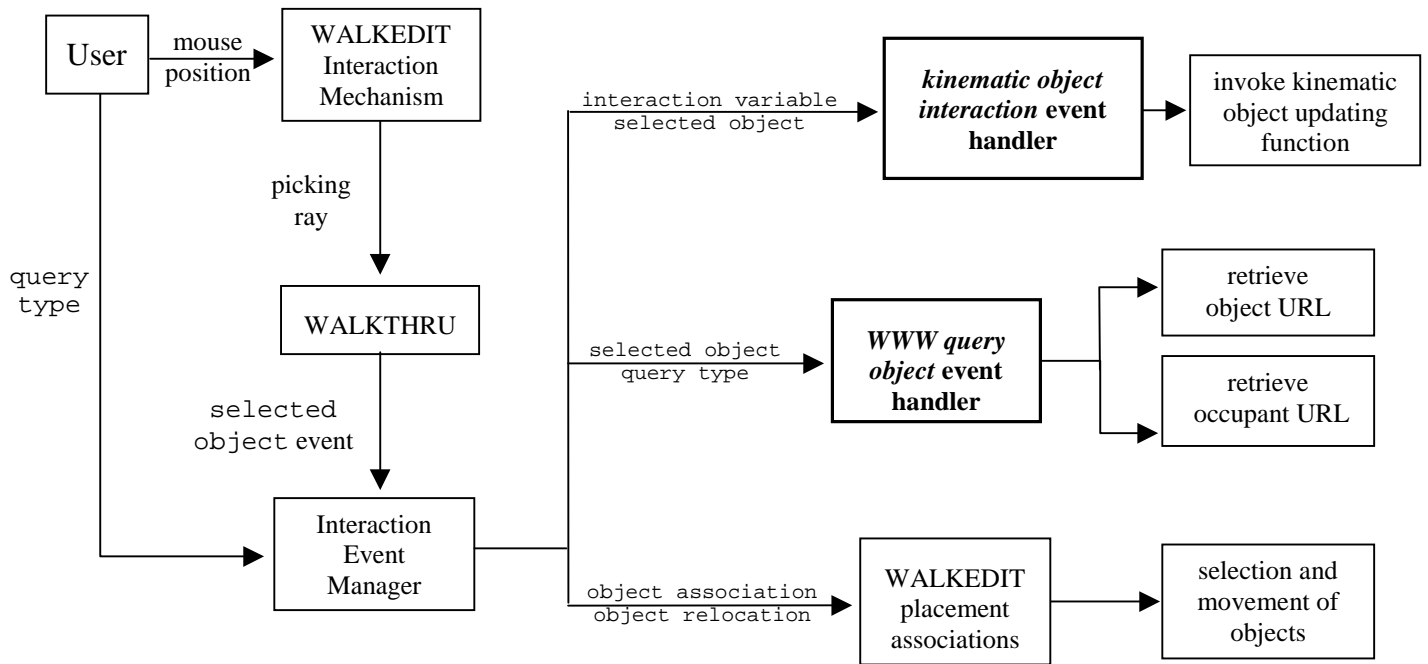 User
mouse
position
WALKEDIT
Interaction
Mechanism
picking
ray
WALKTHRU
selected
object event
query
type
Interaction
Event
Manager
interaction variable
selected object
kinematic object
interaction event
handler
invoke kinematic
object updating
function
selected object
query type
WWW query
object event
handler
retrieve
object URL
retrieve
occupant URL
object association
object relocation
WALKEDIT
placement
associations
selection and
movement of
objects